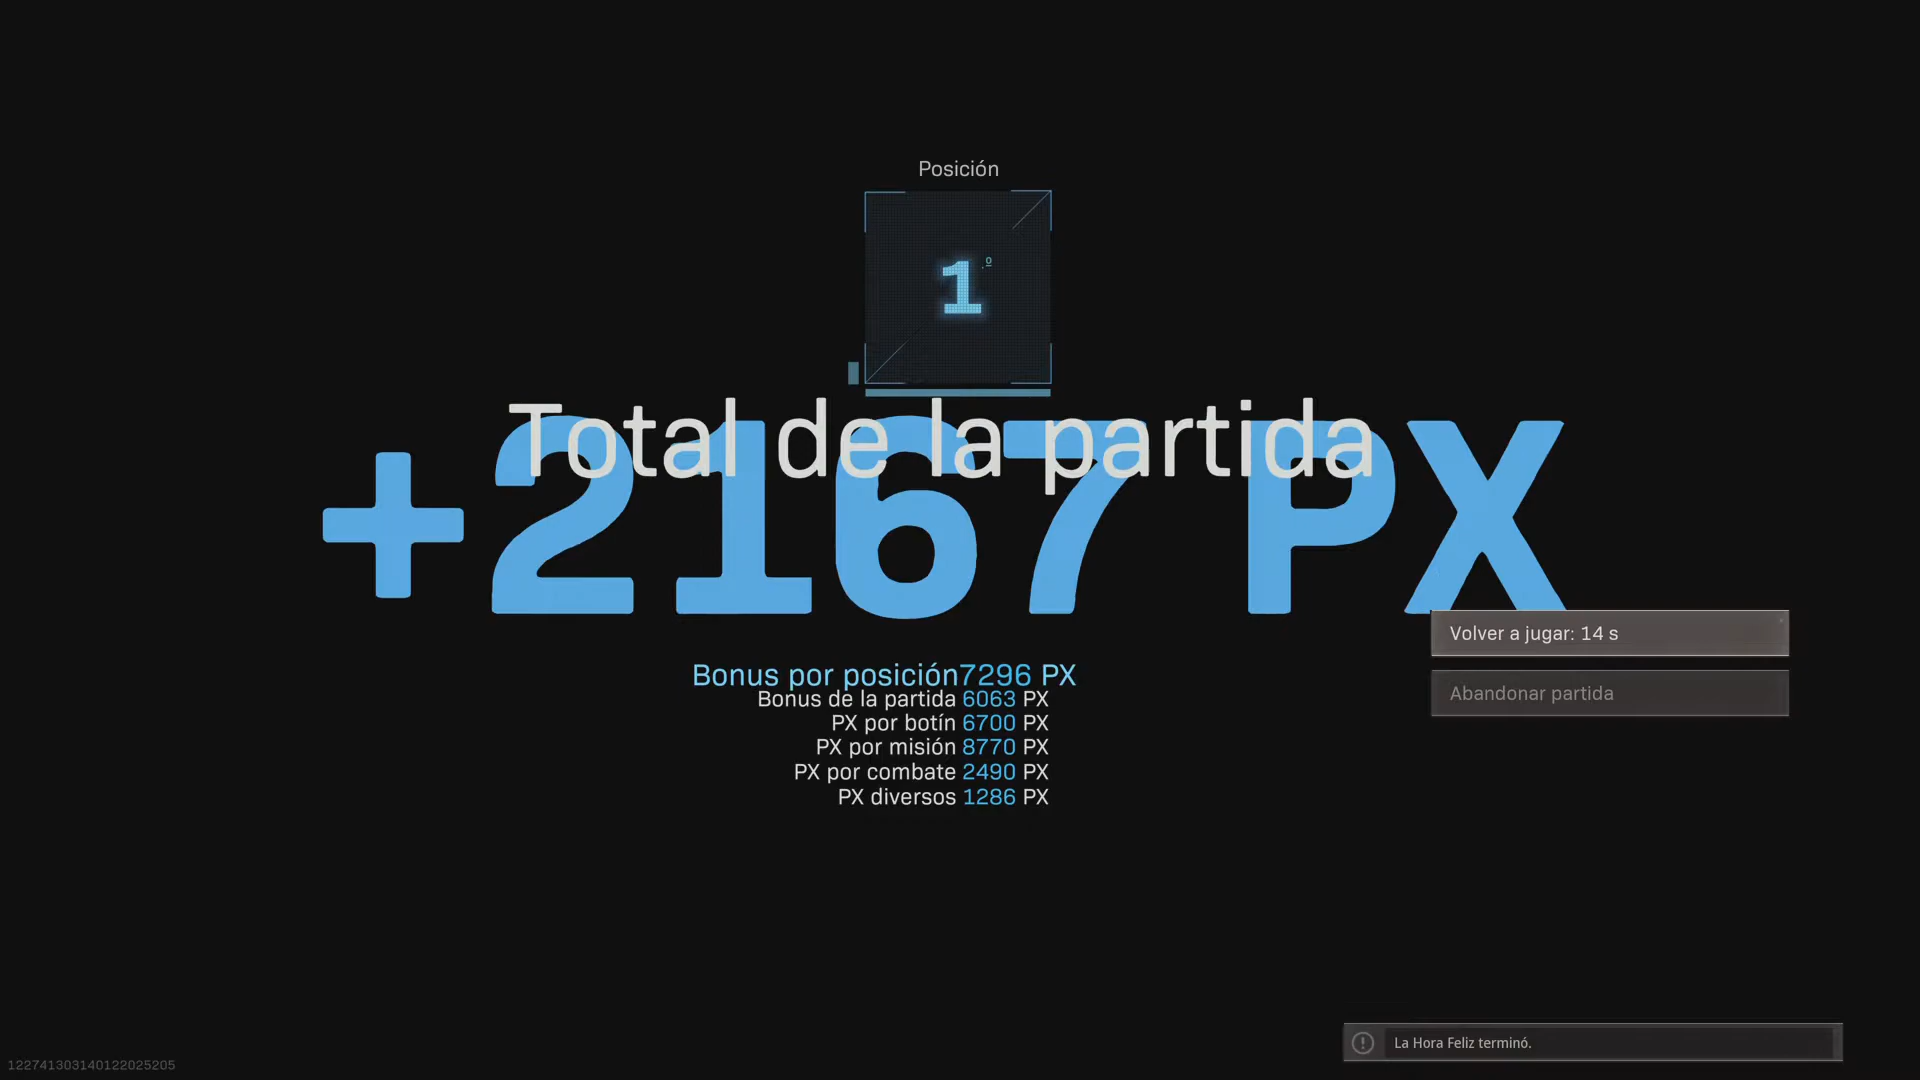 Posición
1.º
Total de la partida
+2167 PX
Bonus por posición7296 PX
Bonus de la partida 6063 PX
PX por botín 6700 PX
PX por misión 8770 PX
PX por combate 2490 PX
PX diversos 1286 PX
Volver a jugar: 14 s
Abandonar partida
La Hora Feliz terminó.
122741303140122025205